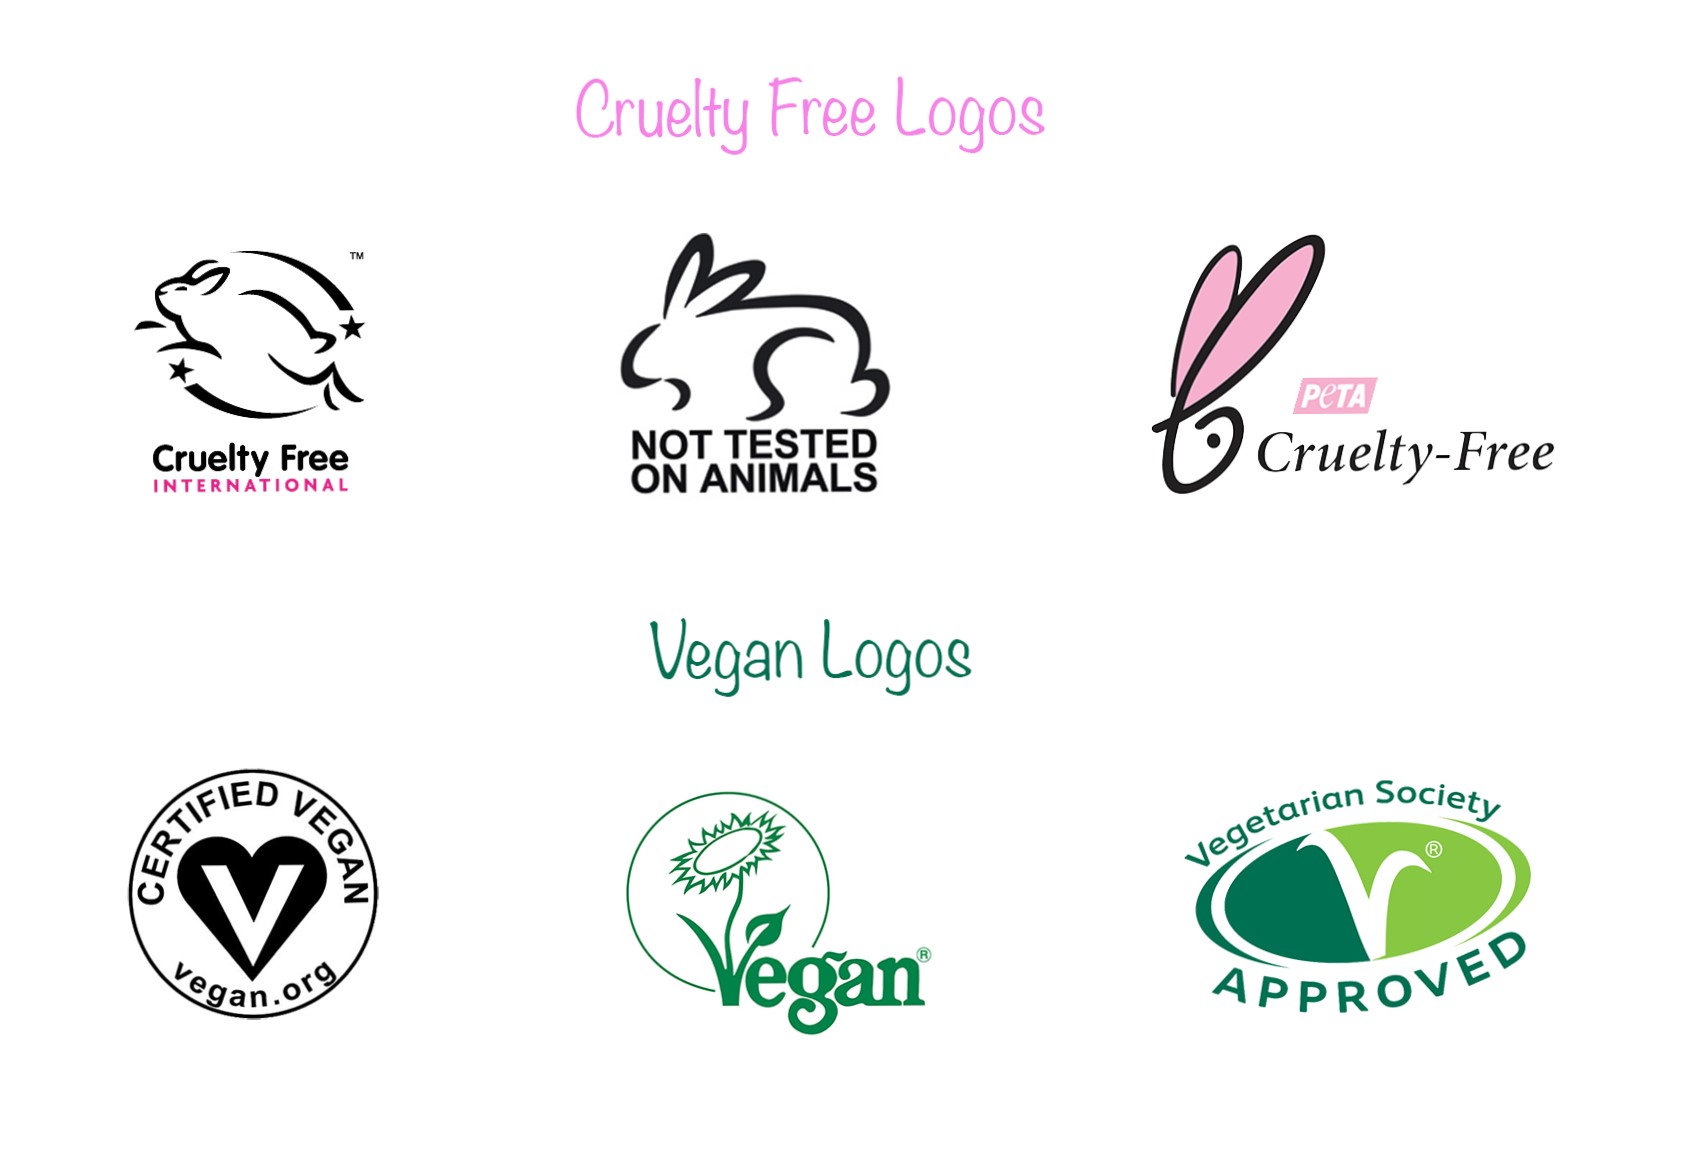 Cruelty Free Logos
TM
Cruelty Free
INTERNATIONAL
NOT TESTED
ON ANIMALS
PeTA
Cruelty-Free
Vegan Logos
CERTIFIED VEGAN
V
vegan.org
Vegan®
Vegetarian Society
V®
APPROVED